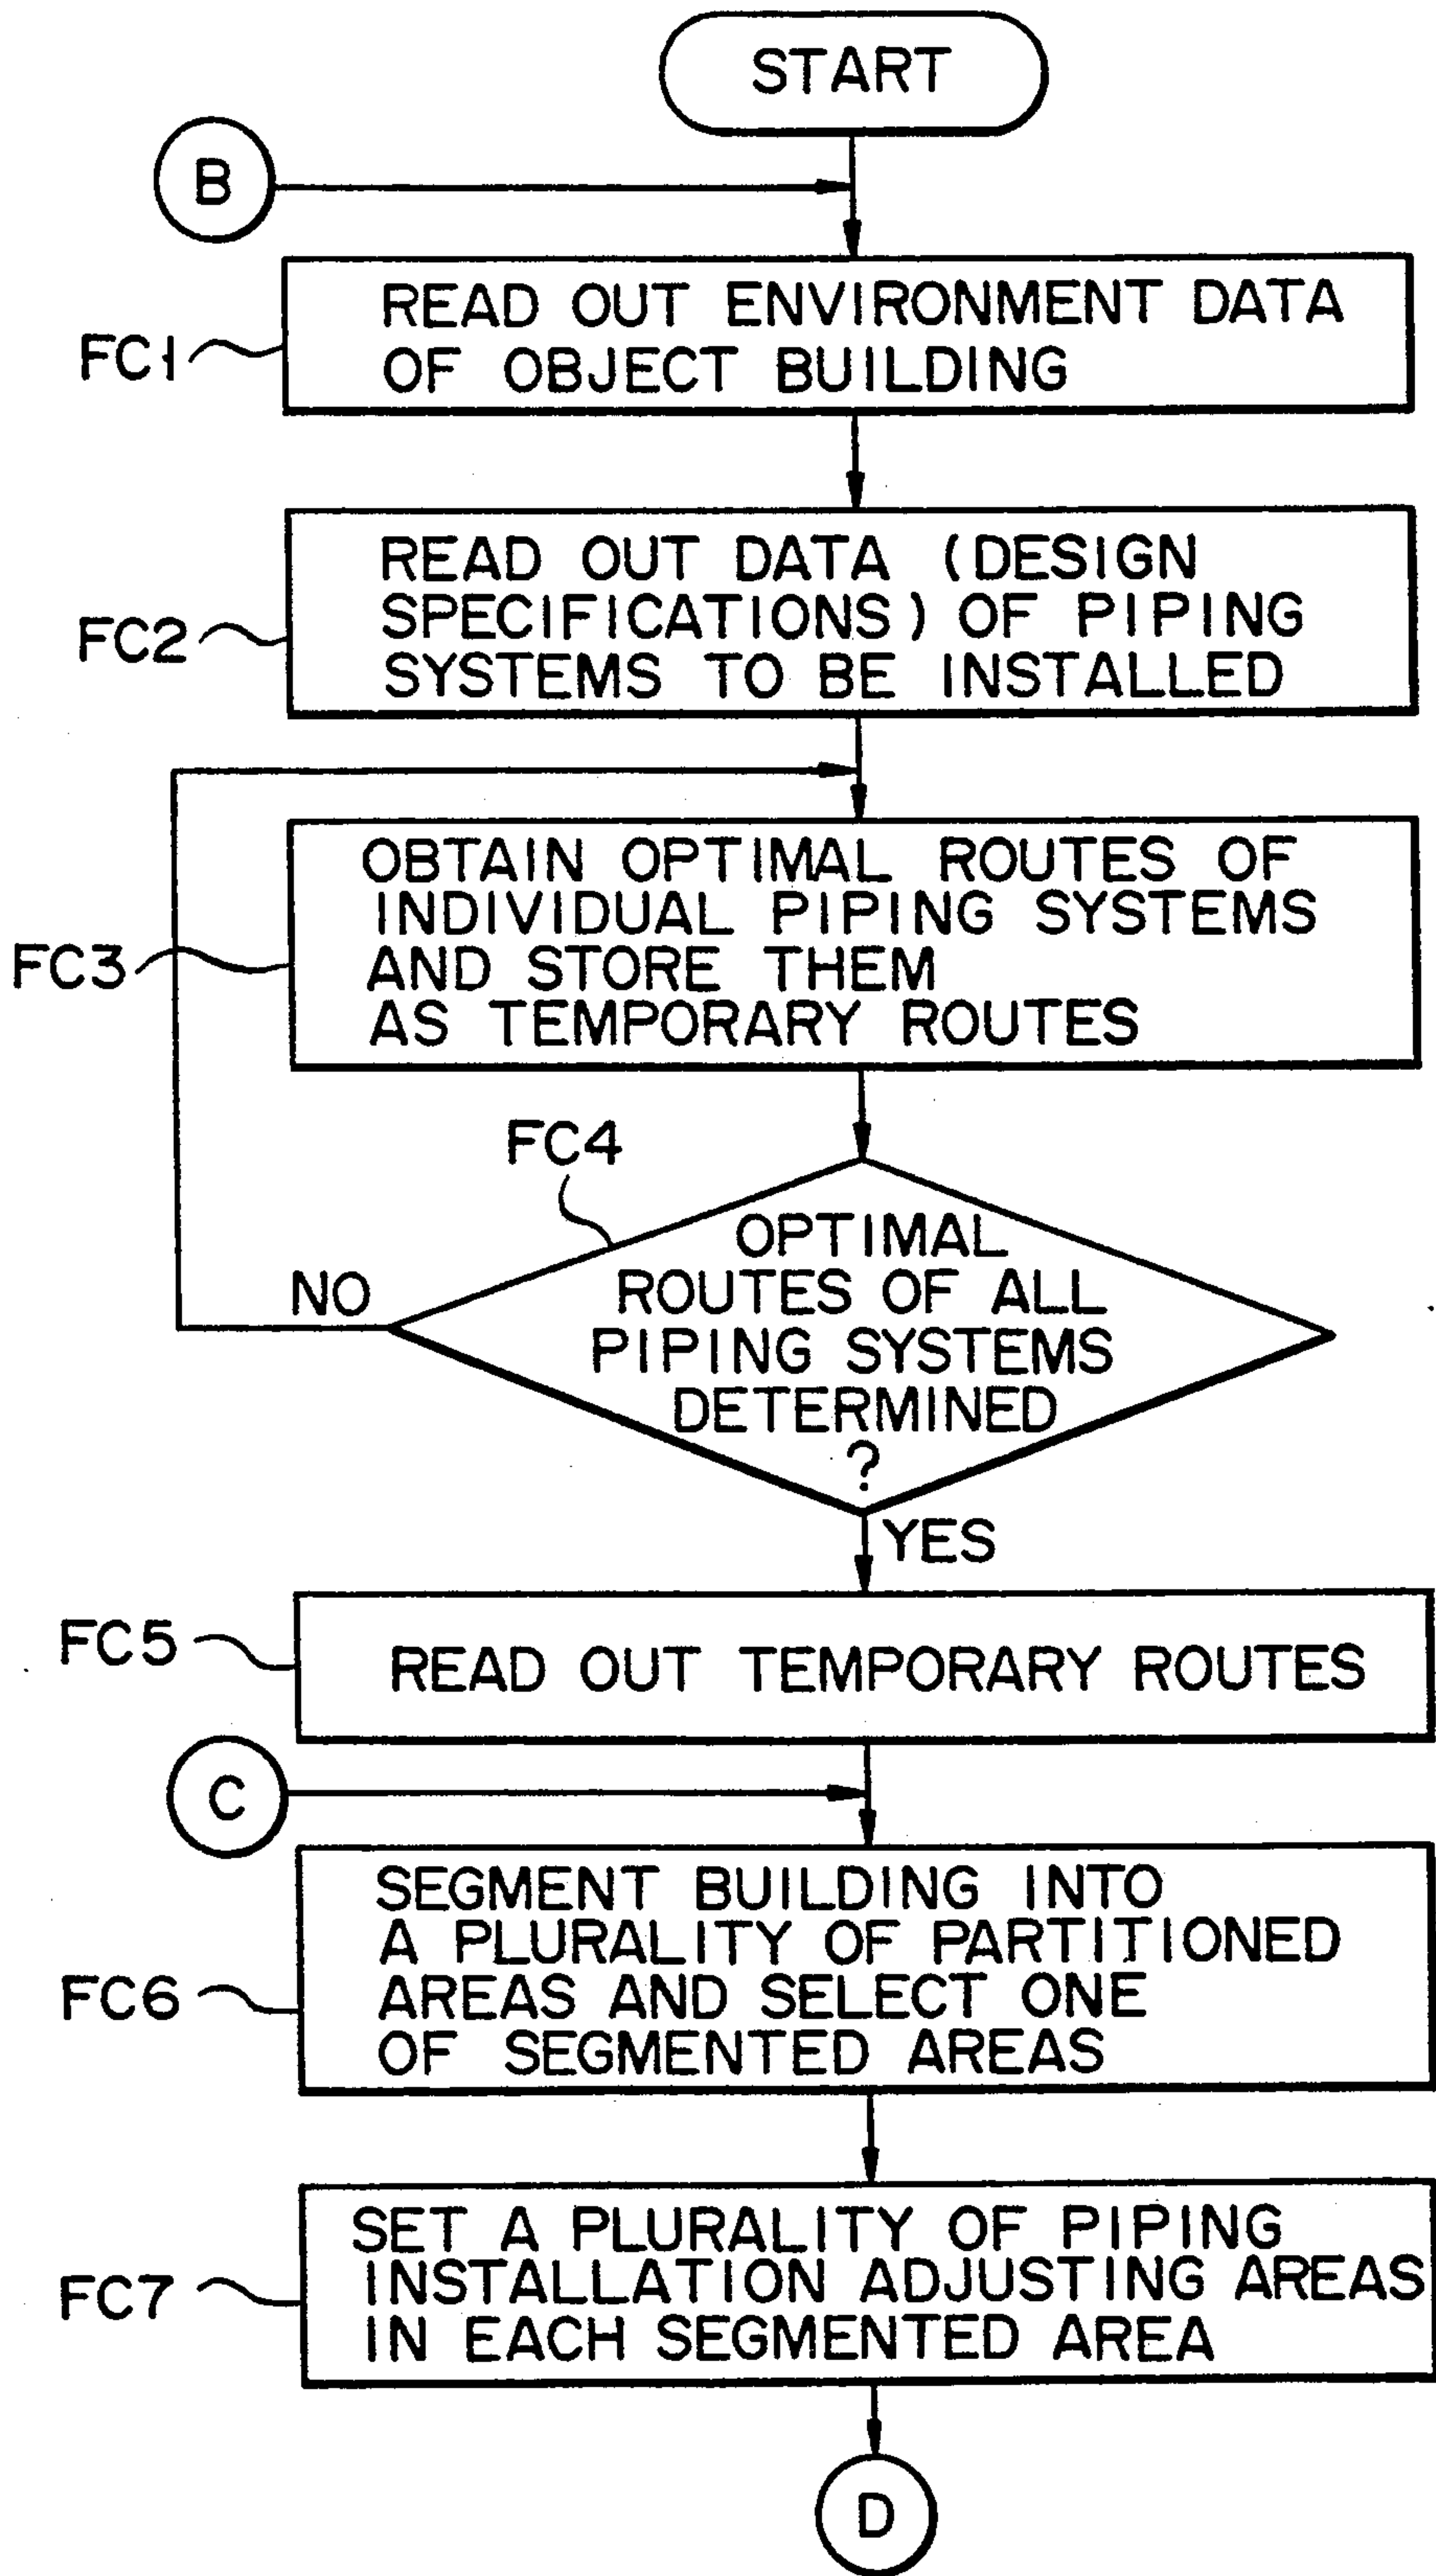 START
B
READ OUT ENVIRONMENT DATA
OF OBJECT BUILDING
FC1
READ OUT DATA (DESIGN
SPECIFICATIONS) OF PIPING
SYSTEMS TO BE INSTALLED
FC2
OBTAIN OPTIMAL ROUTES OF
INDIVIDUAL PIPING SYSTEMS
AND STORE THEM
AS TEMPORARY ROUTES
FC3
FC4
OPTIMAL
ROUTES OF ALL
PIPING SYSTEMS
DETERMINED
?
NO
YES
FC5
READ OUT TEMPORARY ROUTES
C
SEGMENT BUILDING INTO
A PLURALITY OF PARTITIONED
AREAS AND SELECT ONE
OF SEGMENTED AREAS
FC6
SET A PLURALITY OF PIPING
INSTALLATION ADJUSTING AREAS
IN EACH SEGMENTED AREA
FC7
D